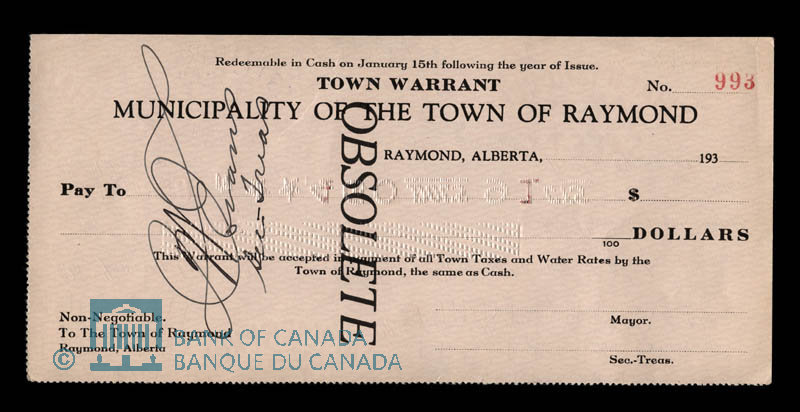 Redeemable in Cash on January 15th following the year of Issue.
TOWN WARRANT
No. 993
MUNICIPALITY OF THE TOWN OF RAYMOND
OBSOLETE
RAYMOND, ALBERTA, 193
Pay To $
100 DOLLARS
This Warrant will be accepted in payment of all Town Taxes and Water Rates by the
Town of Raymond, the same as Cash.
Non-Negotiable.
To The Town of Raymond
Raymond, Alberta
Mayor.
Sec.-Treas.
© BANK OF CANADA
BANQUE DU CANADA